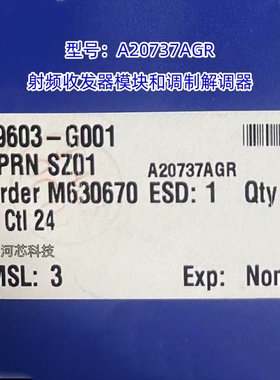 型号：A20737AGR
射频收发器模块和调制解调器
9603-G001
PRN SZ01
A20737AGR
rder M630670 ESD: 1 Qty
Ctl 24
河芯科技
MSL: 3 Exp: Non